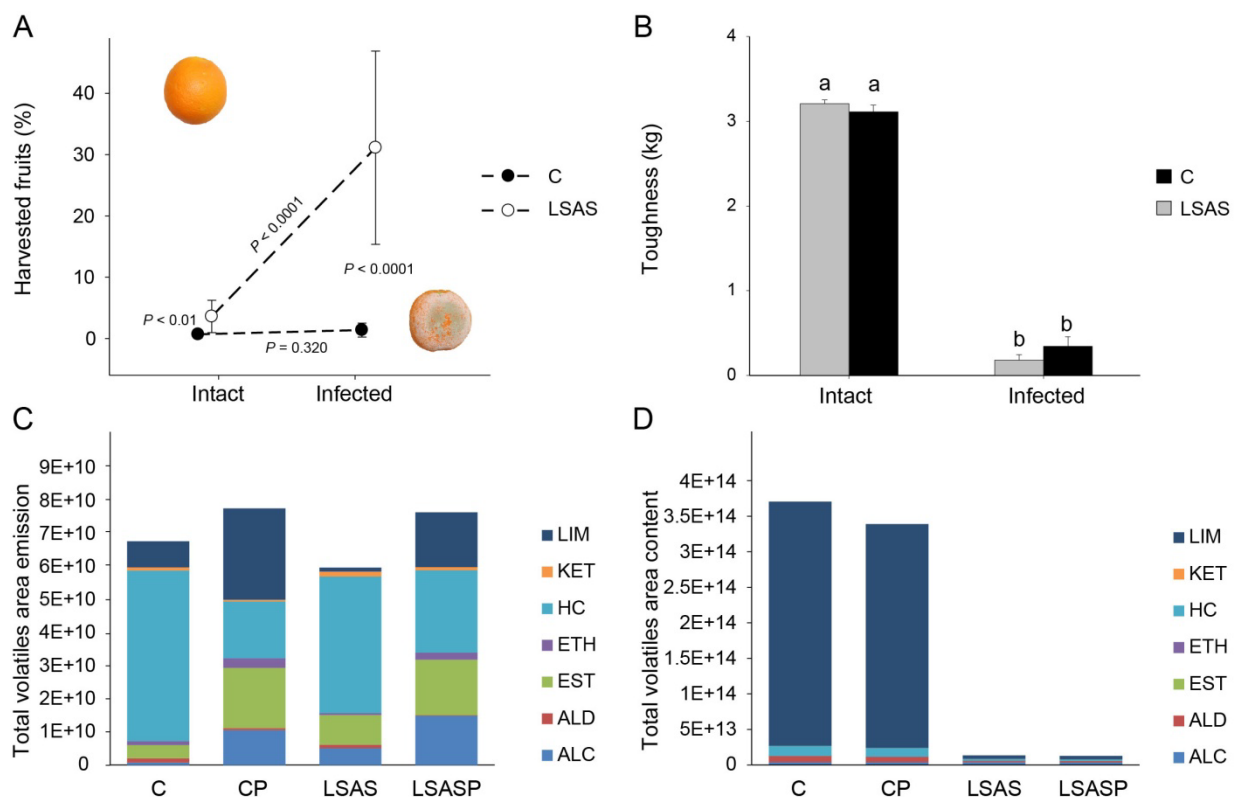 A
Harvested fruits (%)
40
30
20
10
0
P < 0.0001
P < 0.0001
P < 0.01
P = 0.320
Intact Infected
C
LSAS
B
Toughness (kg)
4
3
2
1
0
a a
b b
Intact Infected
C
LSAS
C
Total volatiles area emission
9E+10
8E+10
7E+10
6E+10
5E+10
4E+10
3E+10
2E+10
1E+10
0
C CP LSAS LSASP
LIM
KET
HC
ETH
EST
ALD
ALC
D
Total volatiles area content
4E+14
3.5E+14
3E+14
2.5E+14
2E+14
1.5E+14
1E+14
5E+13
0
C CP LSAS LSASP
LIM
KET
HC
ETH
EST
ALD
ALC